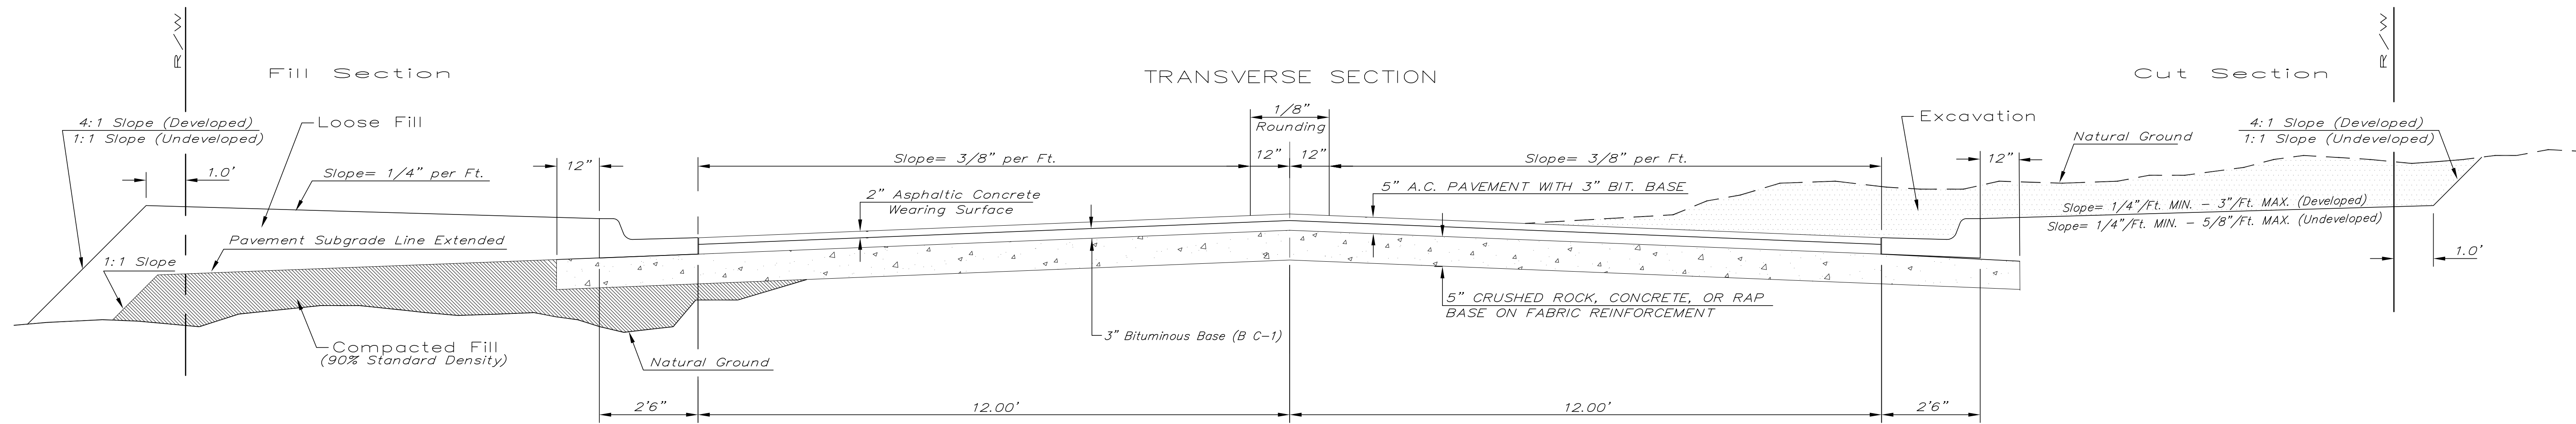 R/W
Fill Section
TRANSVERSE SECTION
Cut Section
R/W
4:1 Slope (Developed)
1:1 Slope (Undeveloped)
Loose Fill
1/8"
Rounding
Excavation
Natural Ground
4:1 Slope (Developed)
1:1 Slope (Undeveloped)
1.0'
Slope= 1/4" per Ft.
12"
Slope= 3/8" per Ft.
12"
12"
Slope= 3/8" per Ft.
12"
2" Asphaltic Concrete
Wearing Surface
5" A.C. PAVEMENT WITH 3" BIT. BASE
Slope= 1/4"/Ft. MIN. - 3"/Ft. MAX. (Developed)
Slope= 1/4"/Ft. MIN. - 5/8"/Ft. MAX. (Undeveloped)
Pavement Subgrade Line Extended
1:1 Slope
1.0'
5" CRUSHED ROCK, CONCRETE, OR RAP
BASE ON FABRIC REINFORCEMENT
3" Bituminous Base (B C-1)
Compacted Fill
(90% Standard Density)
Natural Ground
2'6"
12.00'
12.00'
2'6"